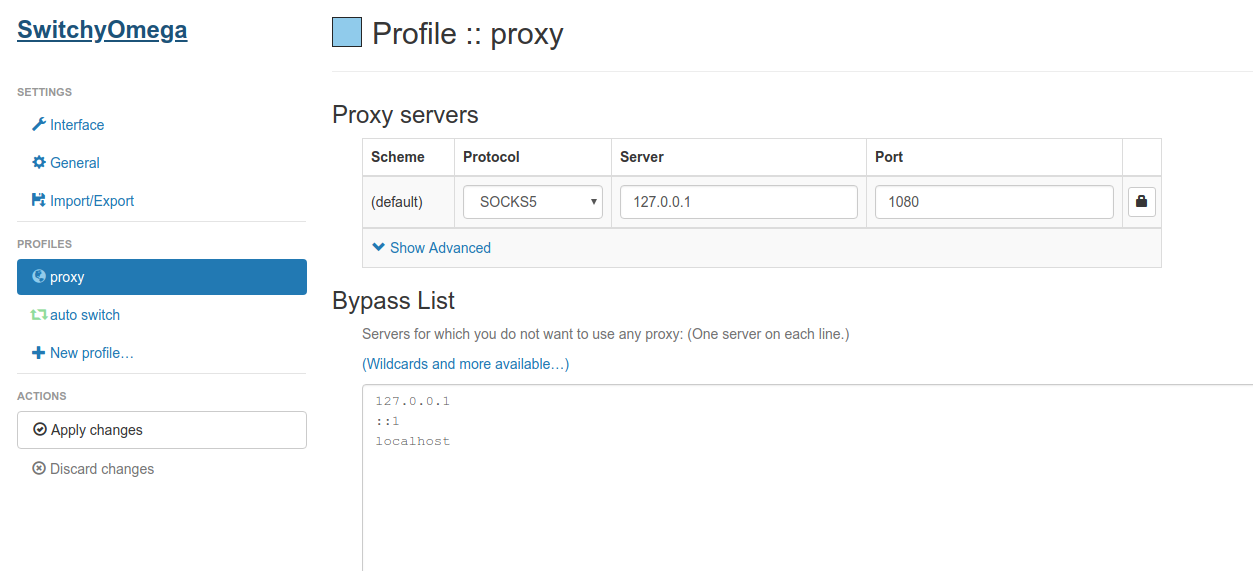 SwitchyOmega
SETTINGS
Interface
General
Import/Export
PROFILES
proxy
auto switch
New profile…
ACTIONS
Apply changes
Discard changes
Profile :: proxy
Proxy servers
Scheme Protocol Server Port
(default) SOCKS5 127.0.0.1 1080
Show Advanced
Bypass List
Servers for which you do not want to use any proxy: (One server on each line.)
(Wildcards and more available…)
127.0.0.1
::1
localhost